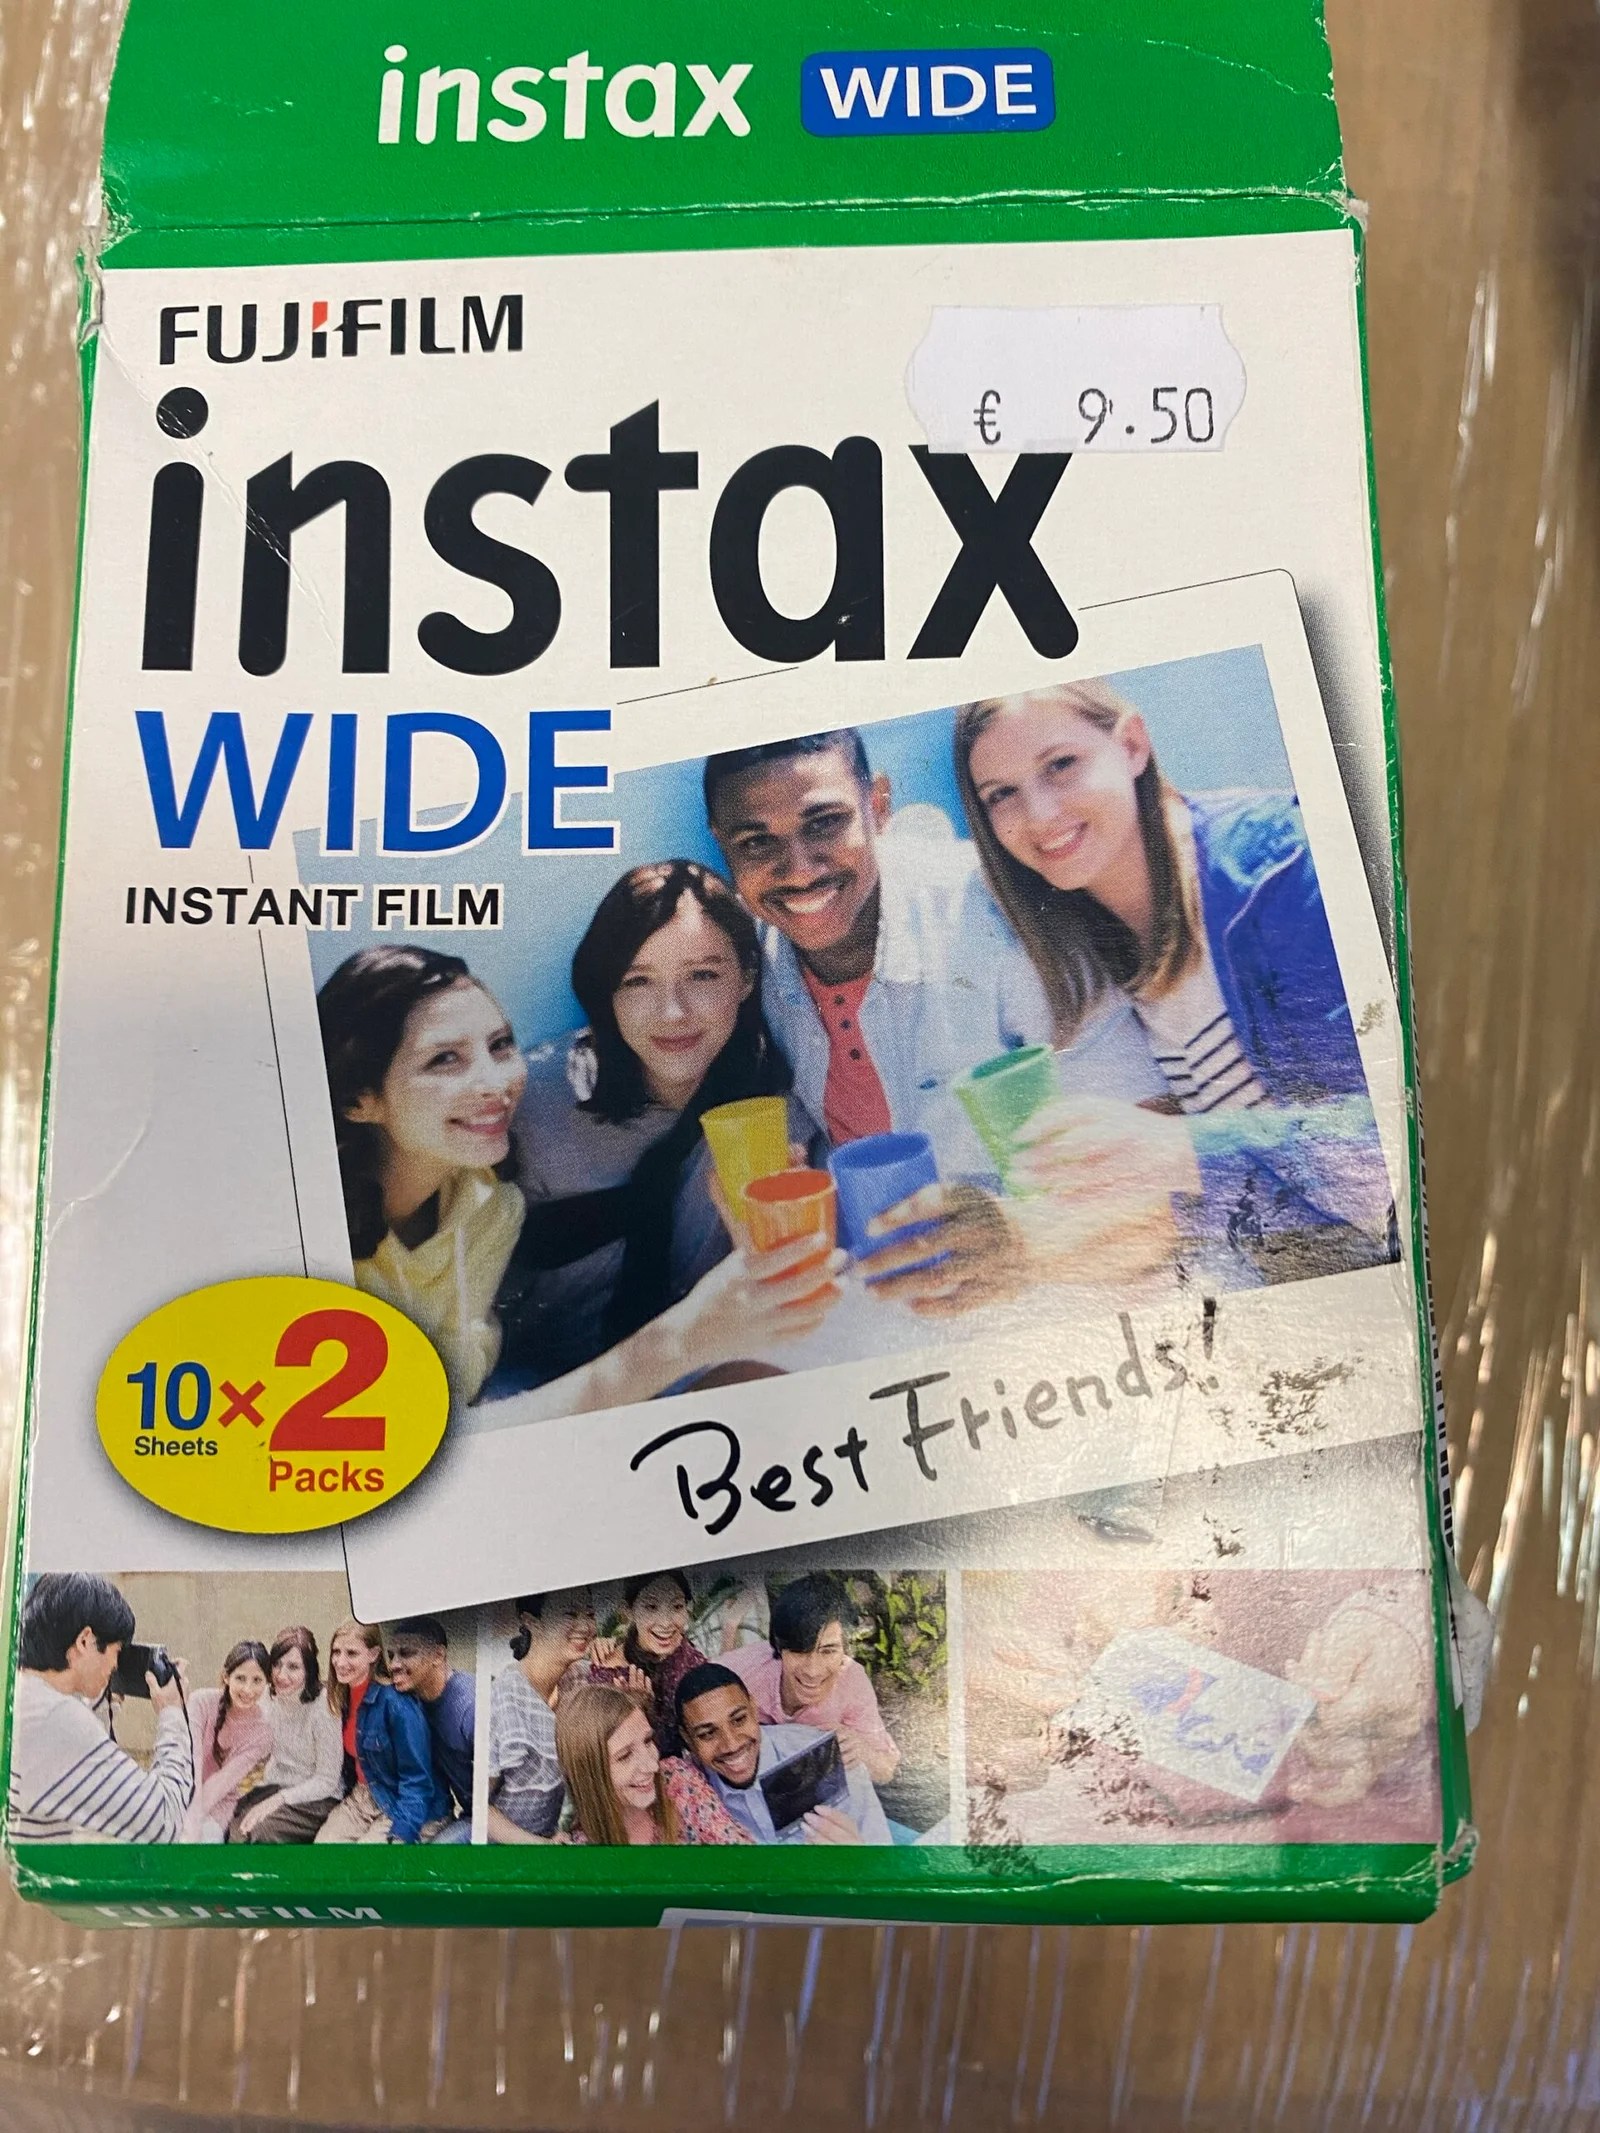 instax WIDE
FUJIFILM
€ 9.50
instax
WIDE
INSTANT FILM
10 × 2
Sheets
Packs
Best Friends!
FUJIFILM